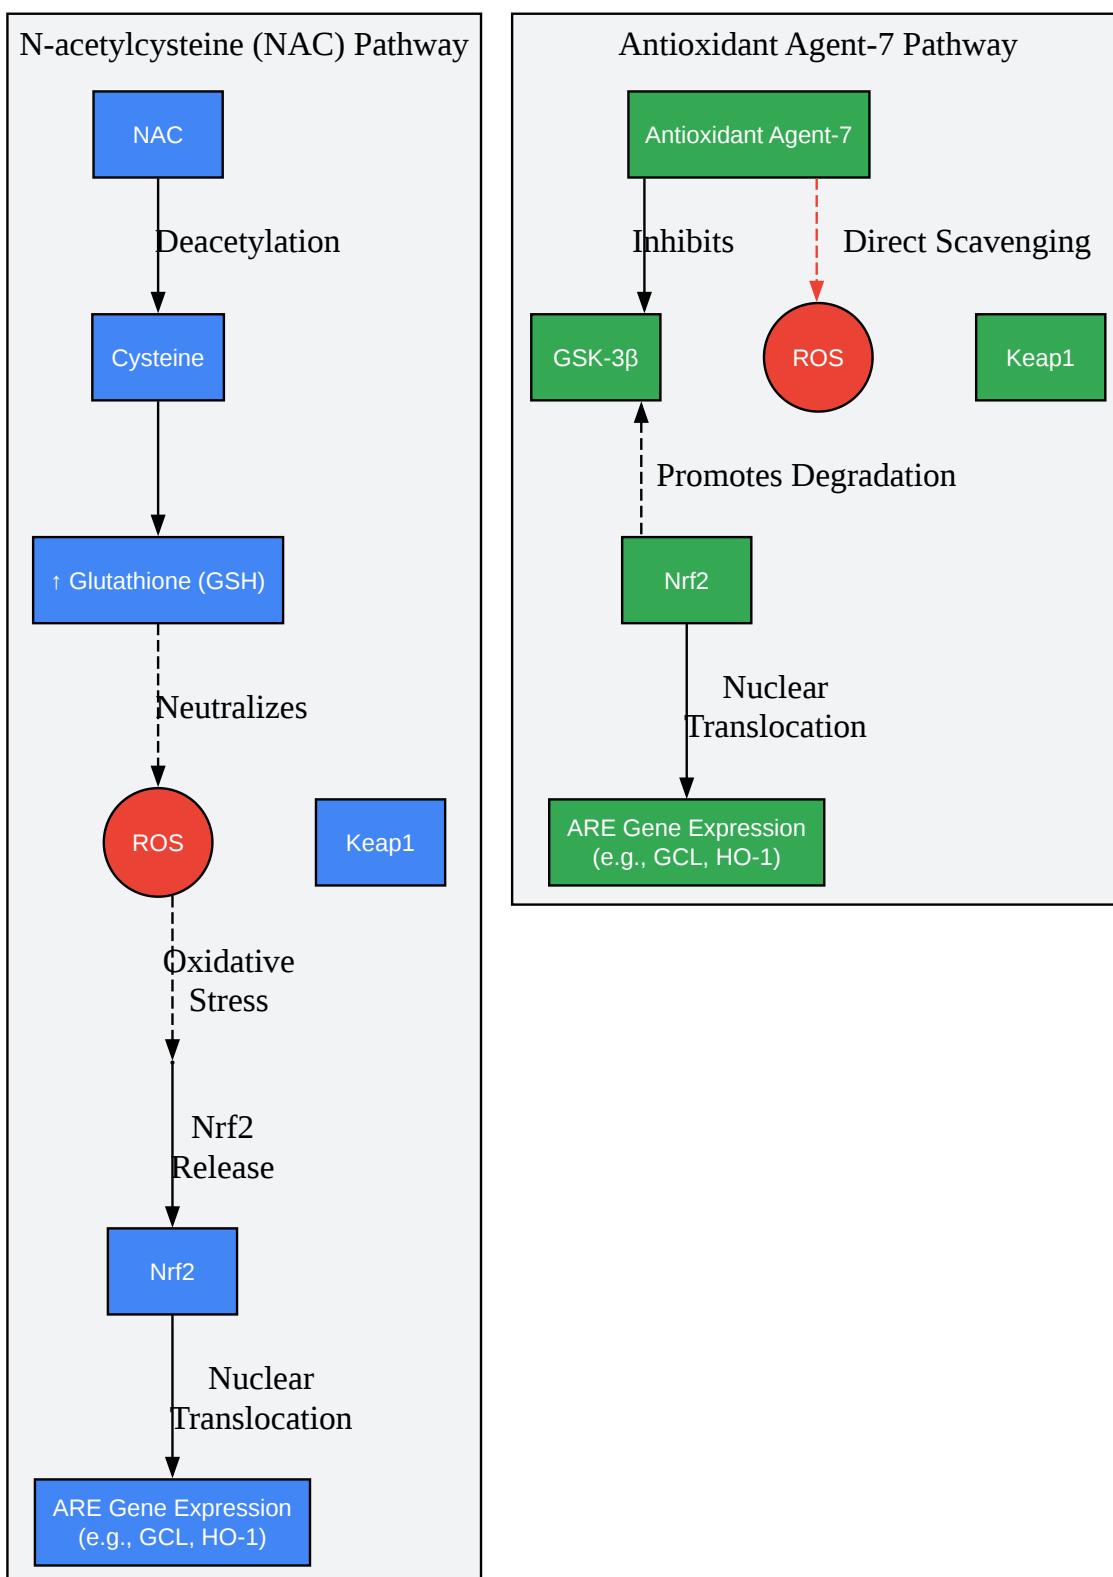 N-acetylcysteine (NAC) Pathway
NAC
Deacetylation
Cysteine
↑ Glutathione (GSH)
Neutralizes
ROS
Keap1
Oxidative
Stress
Nrf2
Release
Nrf2
Nuclear
Translocation
ARE Gene Expression
(e.g., GCL, HO-1)
Antioxidant Agent-7 Pathway
Antioxidant Agent-7
Inhibits
Direct Scavenging
GSK-3β
ROS
Keap1
Promotes Degradation
Nrf2
Nuclear
Translocation
ARE Gene Expression
(e.g., GCL, HO-1)